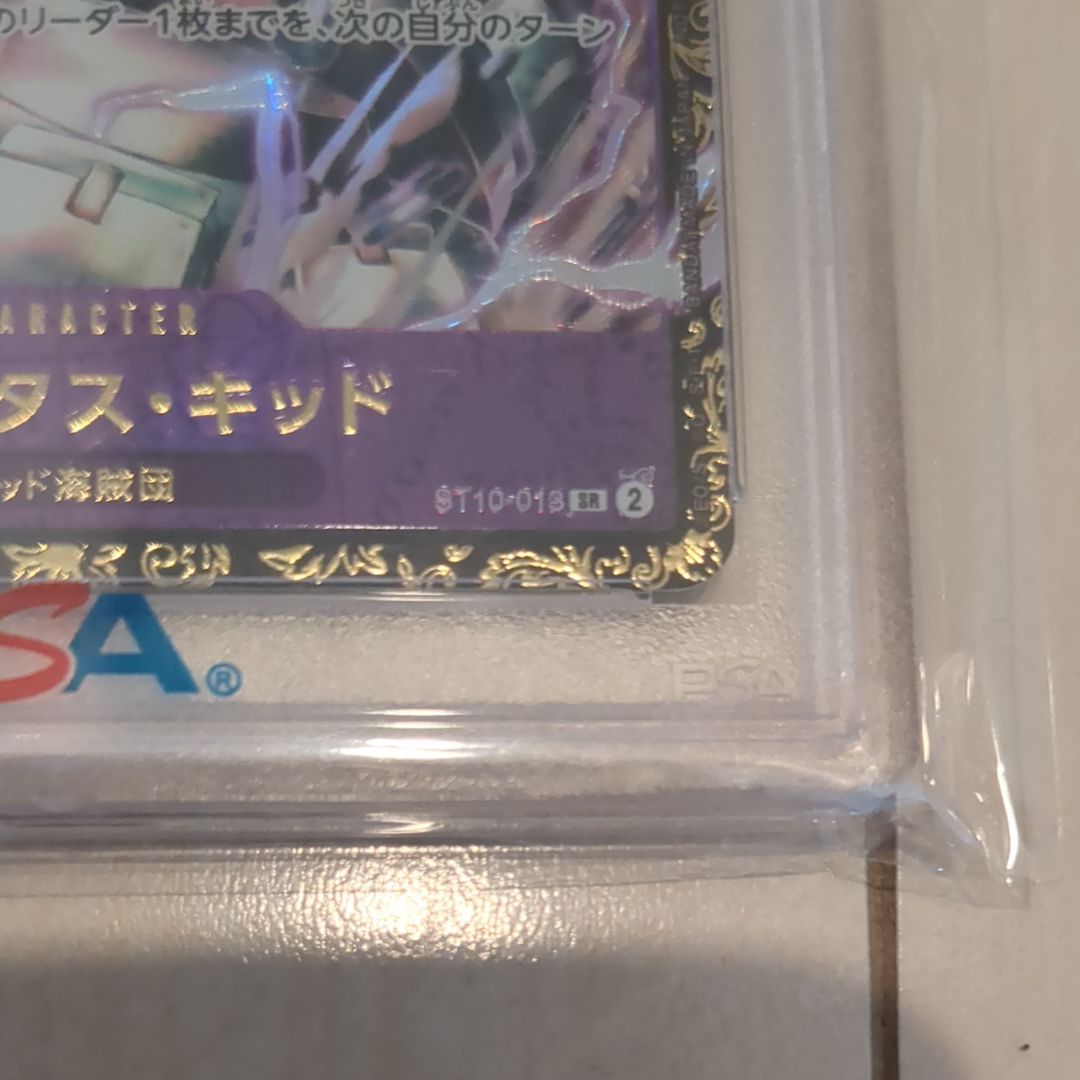 のリーダー1枚までを、次の自分のターン
ARACTER
タス・キッド
ッド海賊団
ST10-013 SR 2
SA®
PSA